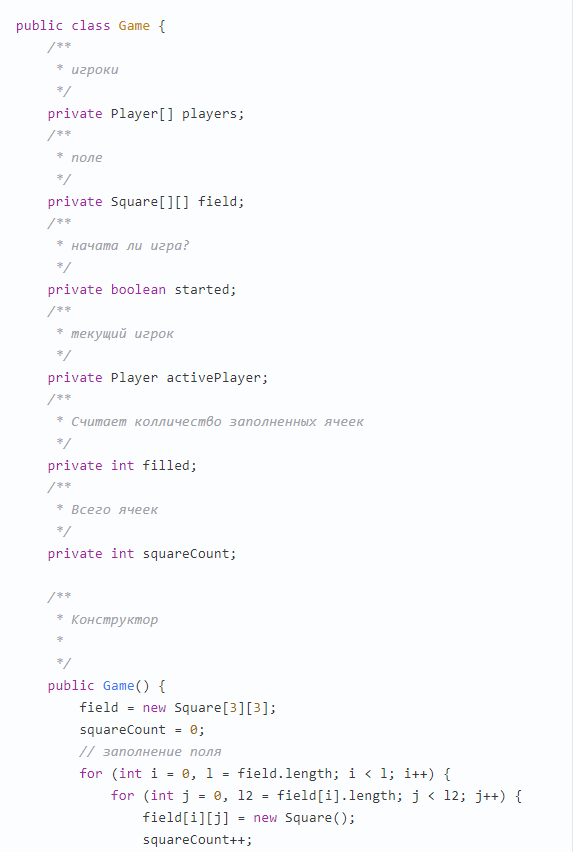 public class Game {
    /**
     * игроки
     */
    private Player[] players;
    /**
     * поле
     */
    private Square[][] field;
    /**
     * начата ли игра?
     */
    private boolean started;
    /**
     * текущий игрок
     */
    private Player activePlayer;
    /**
     * Считает колличество заполненных ячеек
     */
    private int filled;
    /**
     * Всего ячеек
     */
    private int squareCount;

    /**
     * Конструктор
     *
     */
    public Game() {
        field = new Square[3][3];
        squareCount = 0;
        // заполнение поля
        for (int i = 0, l = field.length; i < l; i++) {
            for (int j = 0, l2 = field[i].length; j < l2; j++) {
                field[i][j] = new Square();
                squareCount++;